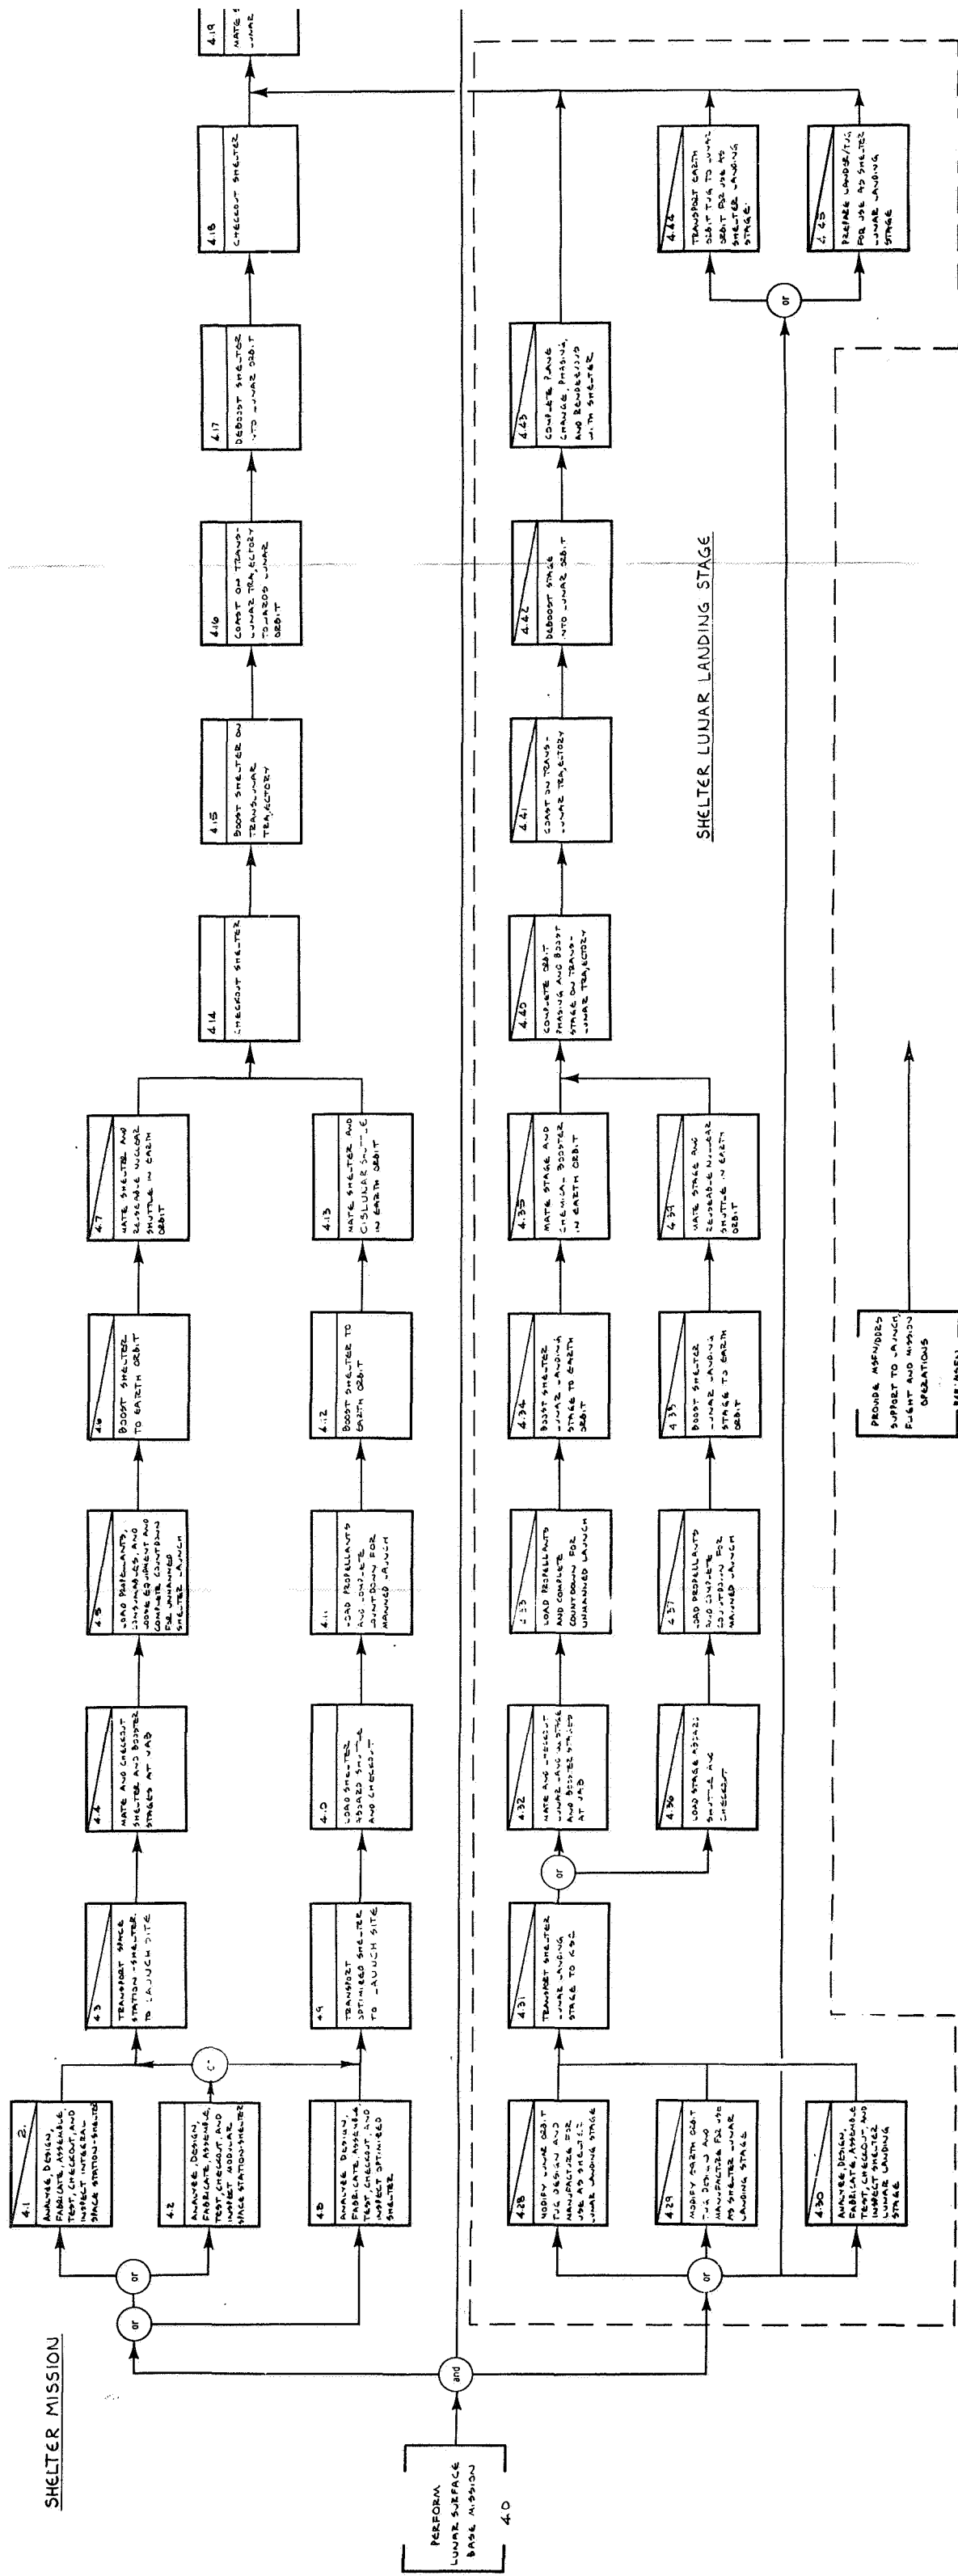 SHELTER MISSION
PERFORM
LUNAR SURFACE
BASE MISSION
4.0
and
or
or
4.1
2.
ANALYZE, DESIGN,
FABRICATE, ASSEMBLE,
TEST, CHECKOUT, AND
INSPECT INTEGRAL
SPACE STATION-SHELTER
4.2
ANALYZE, DESIGN,
FABRICATE, ASSEMBLE,
TEST, CHECKOUT, AND
INSPECT MODULAR
SPACE STATION-SHELTER
4.8
ANALYZE, DESIGN,
FABRICATE, ASSEMBLE,
TEST, CHECKOUT, AND
INSPECT OPTIMIZED
SHELTER
4.3
TRANSPORT SPACE
STATION-SHELTER
TO LAUNCH SITE
4.4
MATE AND CHECKOUT
SHELTER AND BOOSTER
STAGES AT VAB
4.5
LOAD PROPELLANTS,
CONSUMABLES, AND
LOOSE EQUIPMENT AND
COMPLETE COUNTDOWN
FOR UNMANNED
SHELTER LAUNCH
4.6
BOOST SHELTER
TO EARTH ORBIT
4.7
MATE SHELTER AND
REUSEABLE NUCLEAR
SHUTTLE IN EARTH
ORBIT
4.9
TRANSPORT
OPTIMIZED SHELTER
TO LAUNCH SITE
LOAD SHELTER
ABOARD SHUTTLE
AND CHECKOUT
4.11
LOAD PROPELLANTS
AND COMPLETE
COUNTDOWN FOR
MANNED LAUNCH
4.12
BOOST SHELTER TO
EARTH ORBIT
4.13
MATE SHELTER AND
CISLUNAR SHUTTLE
IN EARTH ORBIT
4.14
CHECKOUT SHELTER
4.15
BOOST SHELTER ON
TRANSLUNAR
TRAJECTORY
4.16
COAST ON TRANS-
LUNAR TRAJECTORY
TOWARDS LUNAR
ORBIT
4.17
DEBOOST SHELTER
INTO LUNAR ORBIT
4.18
CHECKOUT SHELTER
4.19
MATE S
LUNAR
SHELTER LUNAR LANDING STAGE
or
4.28
MODIFY LUNAR ORBIT
TUG DESIGN AND
MANUFACTURE FOR
USE AS SHELTER
LUNAR LANDING STAGE
4.29
MODIFY EARTH ORBIT
TUG DESIGN AND
MANUFACTURE FOR USE
AS SHELTER LUNAR
LANDING STAGE
4.30
ANALYZE, DESIGN,
FABRICATE, ASSEMBLE
TEST, CHECKOUT, AND
INSPECT SHELTER
LUNAR LANDING
STAGE
4.31
TRANSPORT SHELTER
LUNAR LANDING
STAGE TO KSC
or
4.32
MATE AND CHECKOUT
LUNAR LANDING STAGE
AND BOOSTER STAGES
AT VAB
4.33
LOAD PROPELLANTS
AND COMPLETE
COUNTDOWN FOR
UNMANNED LAUNCH
4.34
BOOST SHELTER
LUNAR LANDING
STAGE TO EARTH
ORBIT
4.35
MATE STAGE AND
CHEMICAL BOOSTER
IN EARTH ORBIT
4.36
LOAD STAGE ABOARD
SHUTTLE AND
CHECKOUT
4.37
LOAD PROPELLANTS
AND COMPLETE
COUNTDOWN FOR
MANNED LAUNCH
4.38
BOOST SHELTER
LUNAR LANDING
STAGE TO EARTH
ORBIT
4.39
MATE STAGE AND
REUSEABLE NUCLEAR
SHUTTLE IN EARTH
ORBIT
4.40
COMPLETE ORBIT
PHASING AND BOOST
STAGE ON TRANS-
LUNAR TRAJECTORY
4.41
COAST ON TRANS-
LUNAR TRAJECTORY
4.42
DEBOOST STAGE
INTO LUNAR ORBIT
4.43
COMPLETE PLANE
CHANGE, PHASING,
AND RENDEZVOUS
WITH SHELTER
or
4.44
TRANSPORT EARTH
ORBIT TUG TO LUNAR
ORBIT FOR USE AS
SHELTER LANDING
STAGE
4.45
PREPARE LANDER/TUG
FOR USE AS SHELTER
LUNAR LANDING
STAGE
PROVIDE MSFN/DDRS
SUPPORT TO LAUNCH,
FLIGHT AND MISSION
OPERATIONS